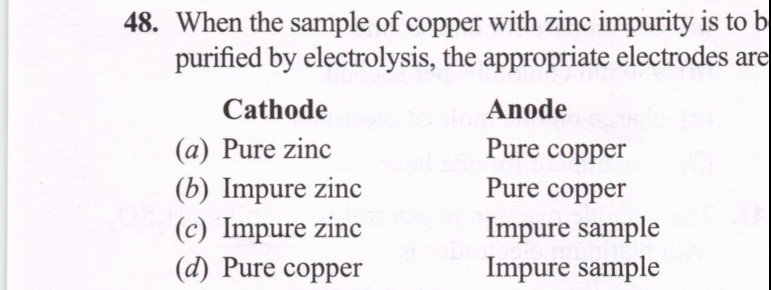 48. When the sample of copper with zinc impurity is to b
purified by electrolysis, the appropriate electrodes are
Cathode Anode
(a) Pure zinc Pure copper
(b) Impure zinc Pure copper
(c) Impure zinc Impure sample
(d) Pure copper Impure sample